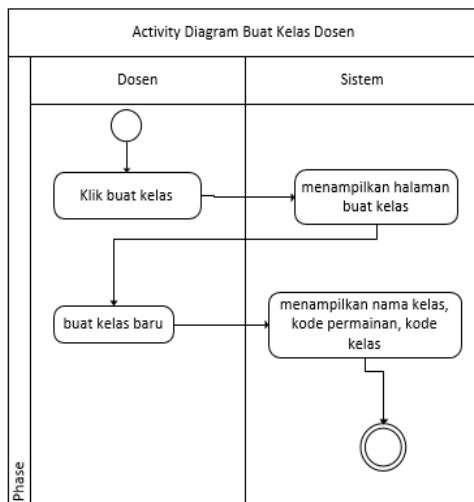 Activity Diagram Buat Kelas Dosen
Dosen
Sistem
Klik buat kelas
menampilkan halaman
buat kelas
buat kelas baru
menampilkan nama kelas,
kode permainan, kode
kelas
Phase